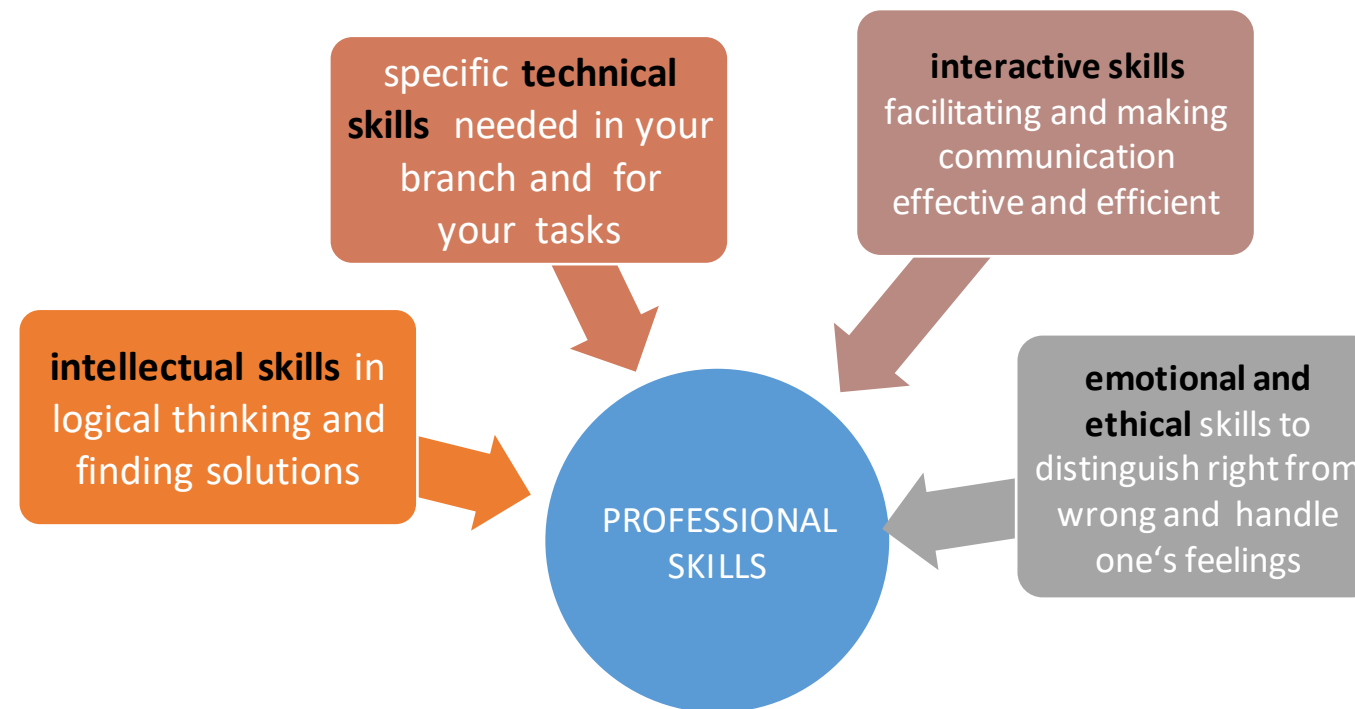 specific technical
skills needed in your
branch and for
your tasks
interactive skills
facilitating and making
communication
effective and efficient
intellectual skills in
logical thinking and
finding solutions
emotional and
ethical skills to
distinguish right from
wrong and handle
one‘s feelings
PROFESSIONAL
SKILLS